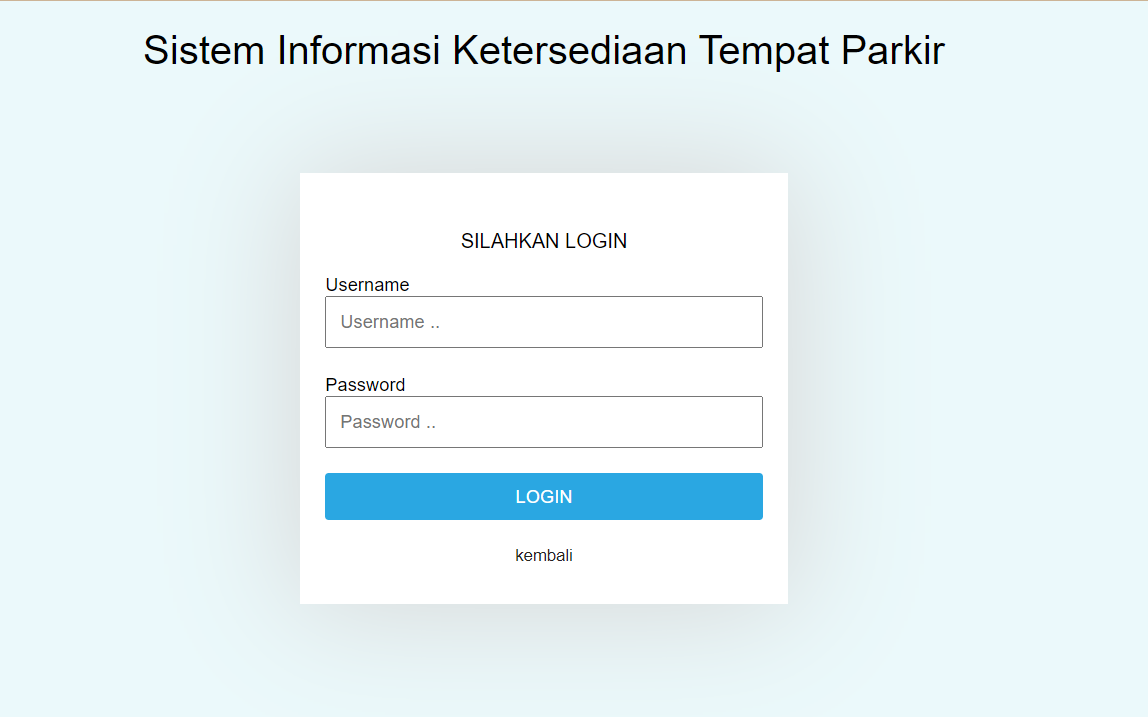 Sistem Informasi Ketersediaan Tempat Parkir
SILAHKAN LOGIN
Username
Username ..
Password
Password ..
LOGIN
kembali